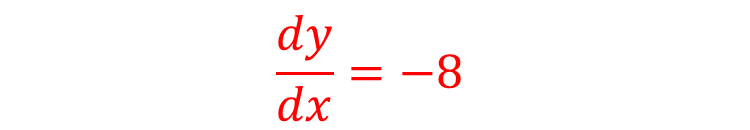 dy/dx = −8